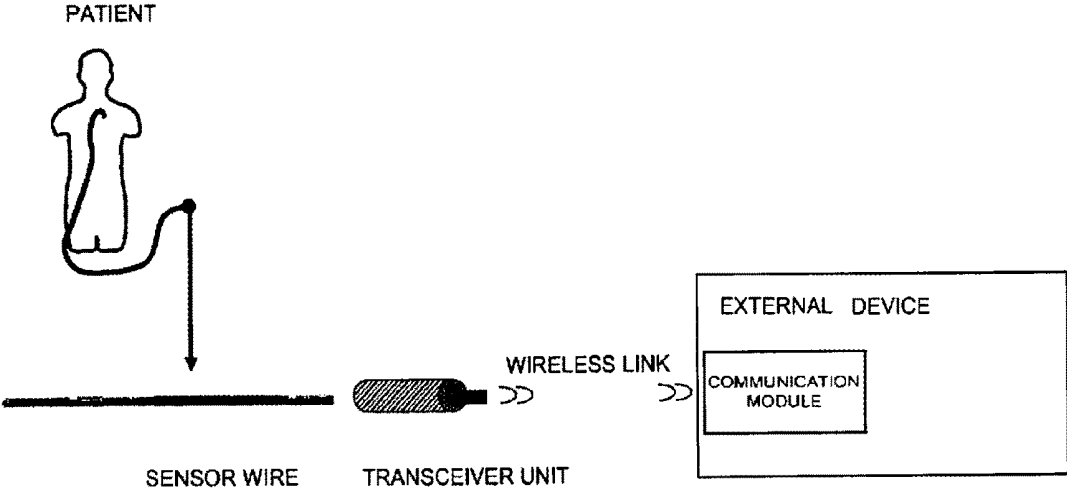 PATIENT
EXTERNAL DEVICE
WIRELESS LINK
COMMUNICATION
MODULE
SENSOR WIRE
TRANSCEIVER UNIT